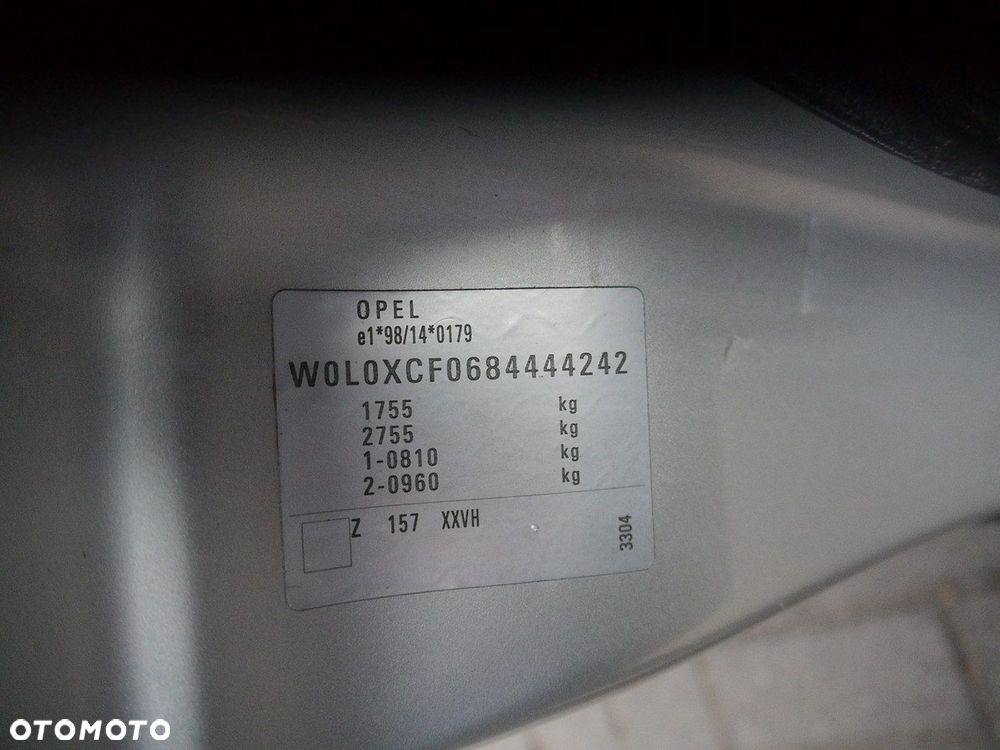 OPEL
e1*98/14*0179
W0L0XCF0684444242
1755 kg
2755 kg
1-0810 kg
2-0960 kg
Z 157 XXVH
3304
OTOMOTO